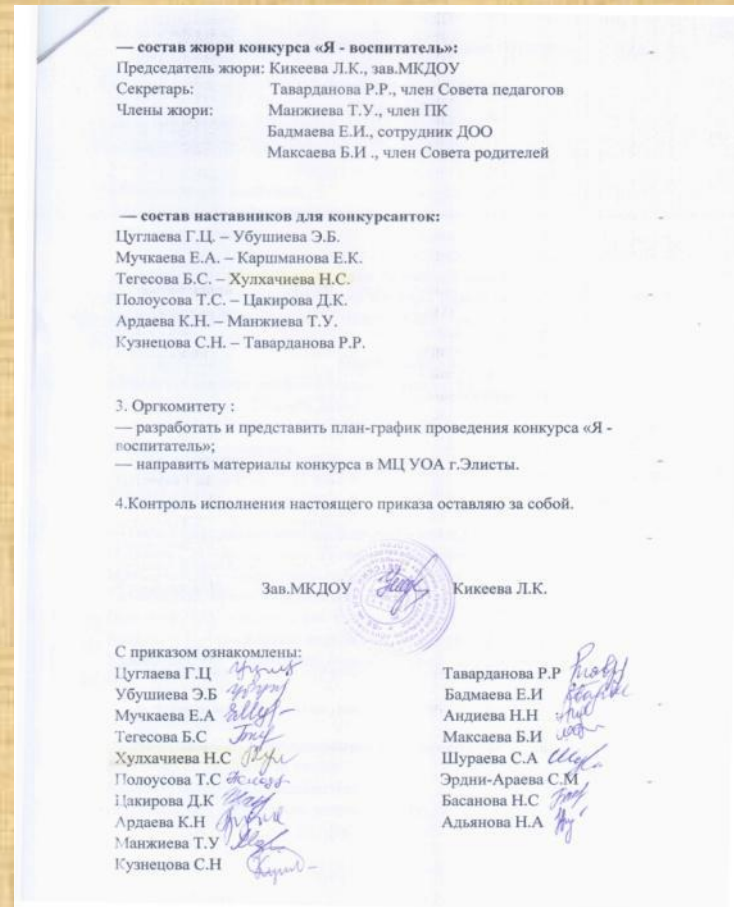 — состав жюри конкурса «Я - воспитатель»:
Председатель жюри: Кикеева Л.К., зав.МКДОУ
Секретарь: Таварданова Р.Р., член Совета педагогов
Члены жюри: Манжиева Т.У., член ПК
Бадмаева Е.И., сотрудник ДОО
Максаева Б.И ., член Совета родителей
— состав наставников для конкурсанток:
Цуглаева Г.Ц. – Убушиева Э.Б.
Мучкаева Е.А. – Каршманова Е.К.
Тегесова Б.С. – Хулхачиева Н.С.
Полоусова Т.С. – Цакирова Д.К.
Ардаева К.Н. – Манжиева Т.У.
Кузнецова С.Н. – Таварданова Р.Р.
3. Оргкомитету :
— разработать и представить план-график проведения конкурса «Я -
воспитатель»;
— направить материалы конкурса в МЦ УОА г.Элисты.
4.Контроль исполнения настоящего приказа оставляю за собой.
Зав.МКДОУ Кикеева Л.К.
С приказом ознакомлены:
Цуглаева Г.Ц
Убушиева Э.Б
Мучкаева Е.А
Тегесова Б.С
Хулхачиева Н.С
Полоусова Т.С
Цакирова Д.К
Ардаева К.Н
Манжиева Т.У
Кузнецова С.Н
Таварданова Р.Р
Бадмаева Е.И
Андиева Н.Н
Максаева Б.И
Шураева С.А
Эрдни-Араева С.М
Басанова Н.С
Адьянова Н.А